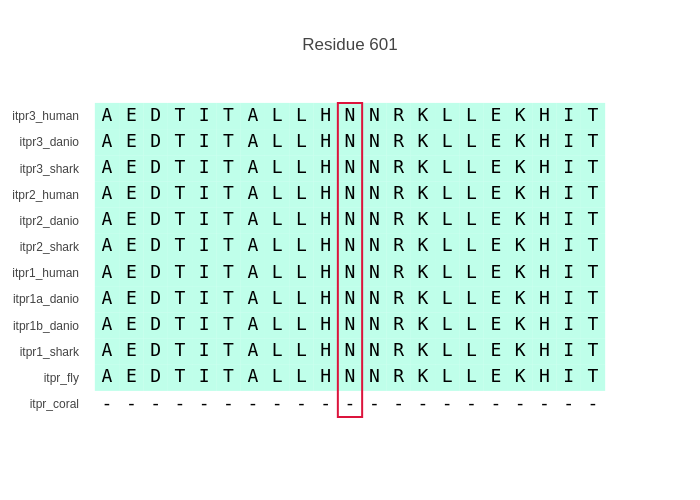 Residue 601
itpr3_human A E D T I T A L L H N N R K L L E K H I T
itpr3_danio A E D T I T A L L H N N R K L L E K H I T
itpr3_shark A E D T I T A L L H N N R K L L E K H I T
itpr2_human A E D T I T A L L H N N R K L L E K H I T
itpr2_danio A E D T I T A L L H N N R K L L E K H I T
itpr2_shark A E D T I T A L L H N N R K L L E K H I T
itpr1_human A E D T I T A L L H N N R K L L E K H I T
itpr1a_danio A E D T I T A L L H N N R K L L E K H I T
itpr1b_danio A E D T I T A L L H N N R K L L E K H I T
itpr1_shark A E D T I T A L L H N N R K L L E K H I T
itpr_fly A E D T I T A L L H N N R K L L E K H I T
itpr_coral - - - - - - - - - - - - - - - - - - - - -